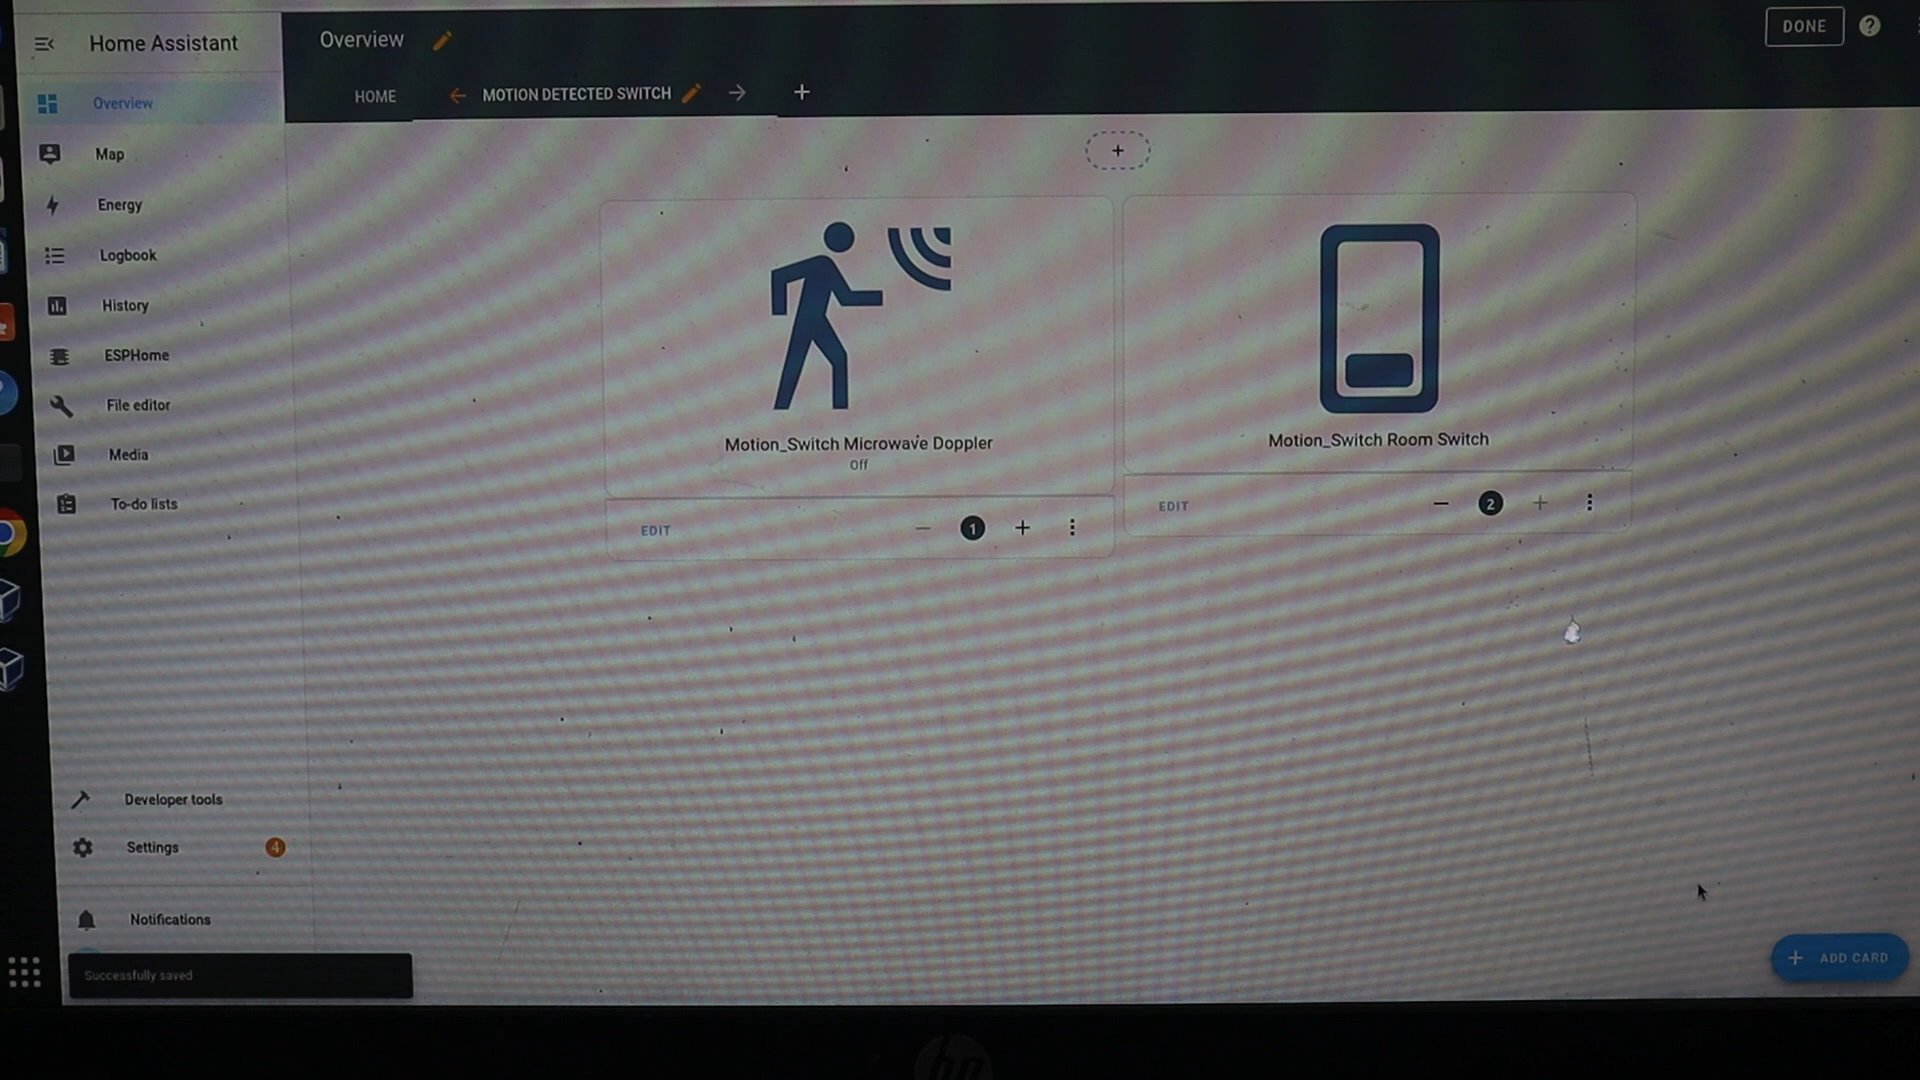 Home Assistant
Overview
DONE
?
HOME
MOTION DETECTED SWITCH
Overview
Map
Energy
Logbook
History
ESPHome
File editor
Media
To-do lists
Motion_Switch Microwave Doppler
Off
EDIT
1
Motion_Switch Room Switch
EDIT
2
Developer tools
Settings
4
Notifications
Successfully saved
ADD CARD
hp